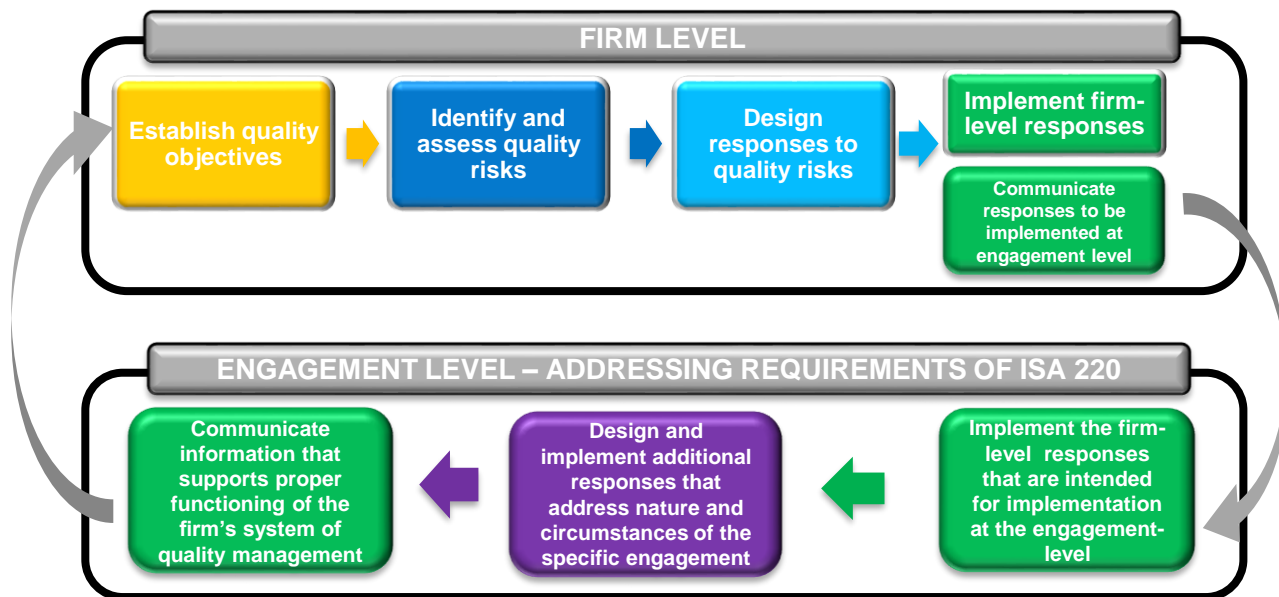 FIRM LEVEL
Establish quality
objectives
Identify and
assess quality
risks
Design
responses to
quality risks
Implement firm-
level responses
Communicate
responses to be
implemented at
engagement level
ENGAGEMENT LEVEL – ADDRESSING REQUIREMENTS OF ISA 220
Communicate
information that
supports proper
functioning of the
firm's system of
quality management
Design and
implement additional
responses that
address nature and
circumstances of the
specific engagement
Implement the firm-
level responses
that are intended
for implementation
at the engagement-
level